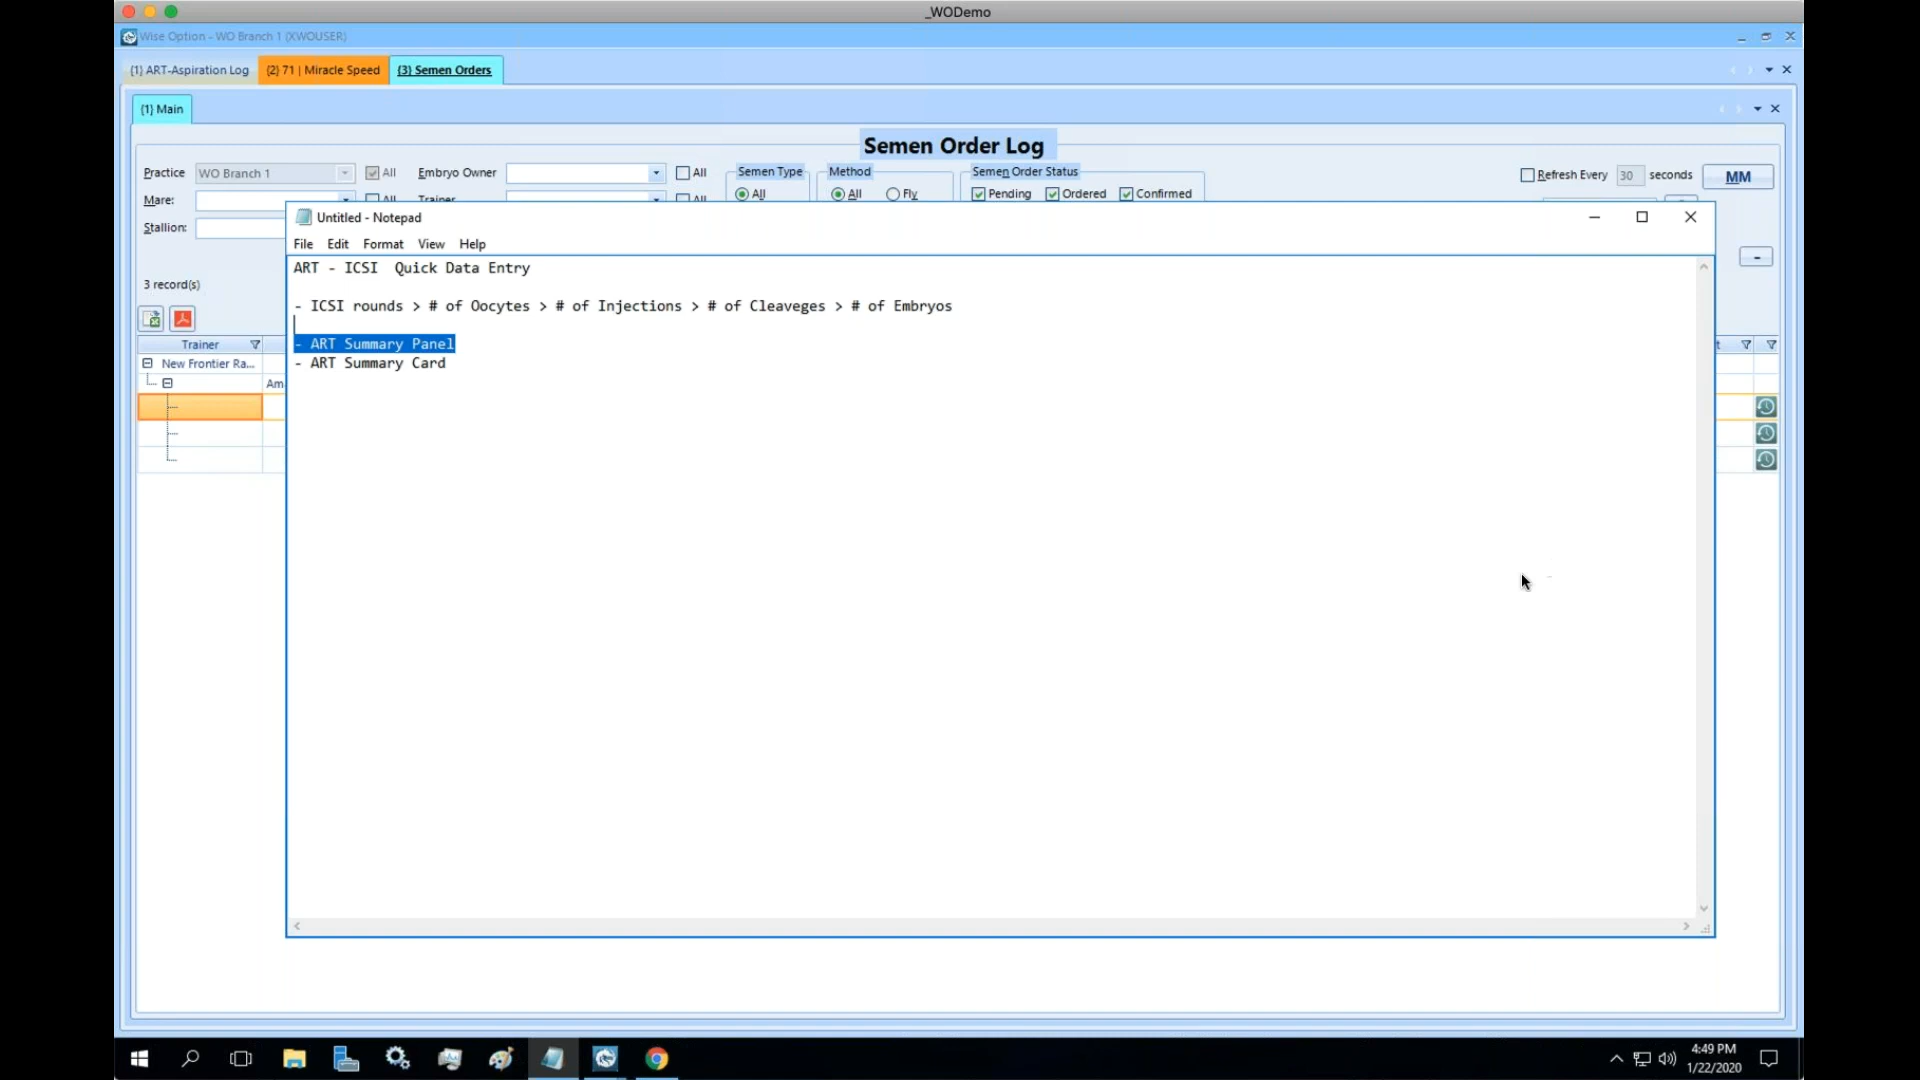 _WODemo
Wise Option - WO Branch 1 (XWOUSER)
{1} ART-Aspiration Log
{2} 71 | Miracle Speed
{3} Semen Orders
{1} Main
Semen Order Log
Practice WO Branch 1 All Embryo Owner All Semen Type Method Semen Order Status Refresh Every 30 seconds MM
Mare: All Trainer All All All Fly Pending Ordered Confirmed
Stallion:
Untitled - Notepad
File Edit Format View Help
ART - ICSI  Quick Data Entry
- ICSI rounds > # of Oocytes > # of Injections > # of Cleaveges > # of Embryos
- ART Summary Panel
- ART Summary Card
3 record(s)
Trainer
New Frontier Ra...
Am
4:49 PM
1/22/2020